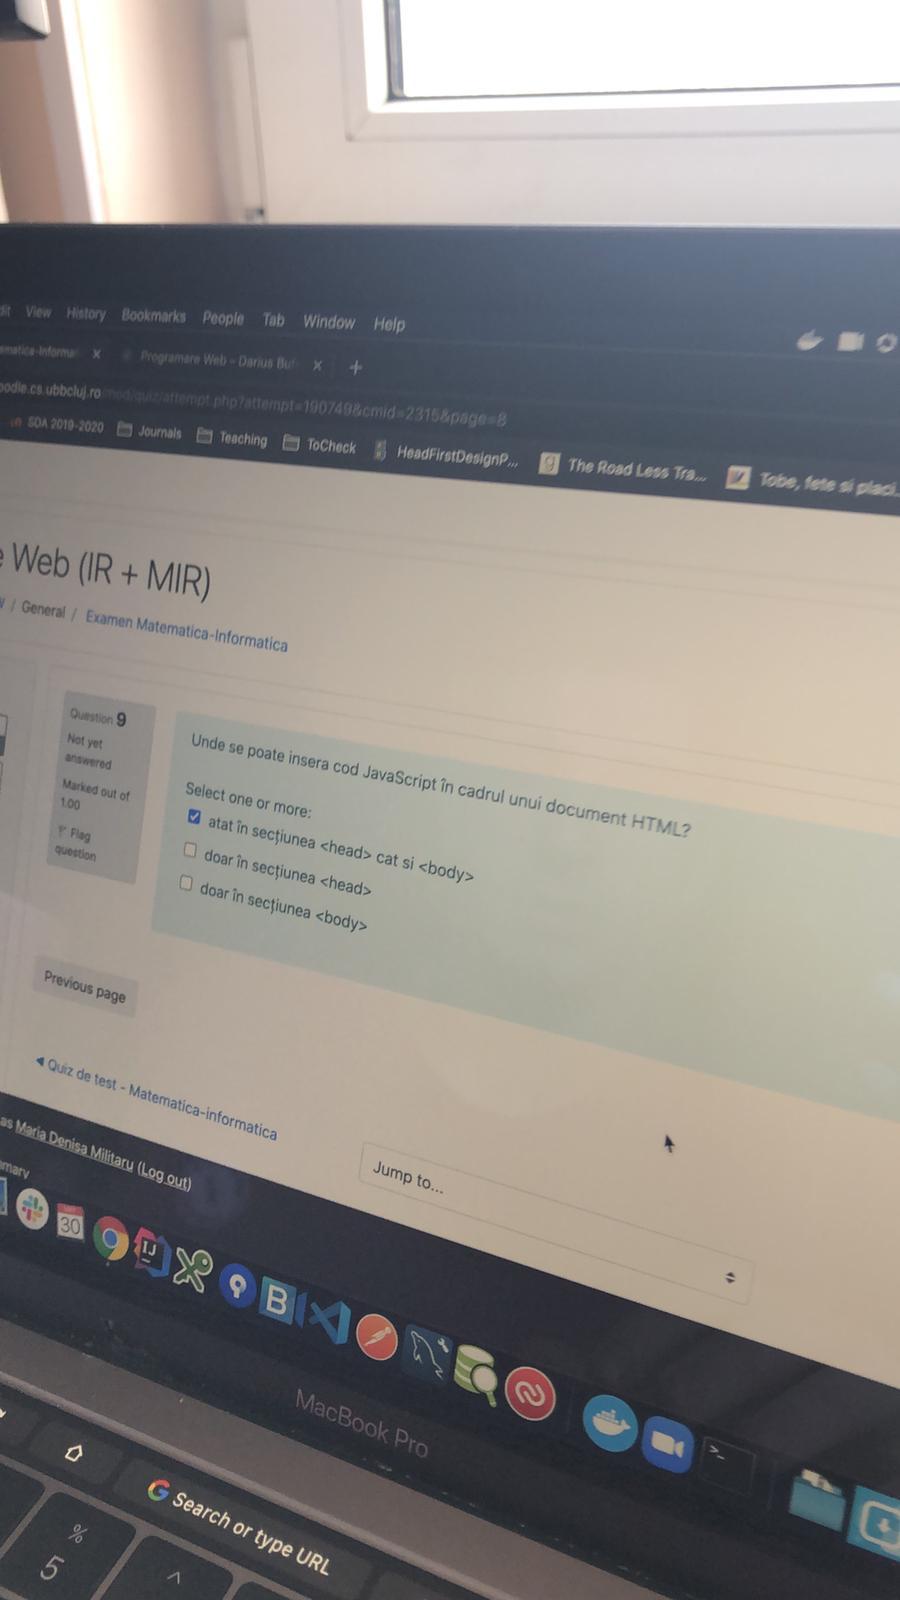 View History Bookmarks People Tab Window Help
Programare Web - Darius Bu
.cs.ubbcluj.ro/mod/quiz/attempt.php?attempt=190749&cmid=2315&page=8
SDA 2019-2020 Journals Teaching ToCheck HeadFirstDesignP... The Road Less Tra... Tobe, fete si placi...
e Web (IR + MIR)
/ General / Examen Matematica-Informatica
Question 9
Not yet
answered
Marked out of
1.00
Flag
question
Unde se poate insera cod JavaScript în cadrul unui document HTML?
Select one or more:
atat în secțiunea <head> cat si <body>
doar în secțiunea <head>
doar în secțiunea <body>
Previous page
◄ Quiz de test - Matematica-informatica
Jump to...
as Maria Denisa Militaru (Log out)
30
IJ
B
MacBook Pro
G Search or type URL
%
5
^